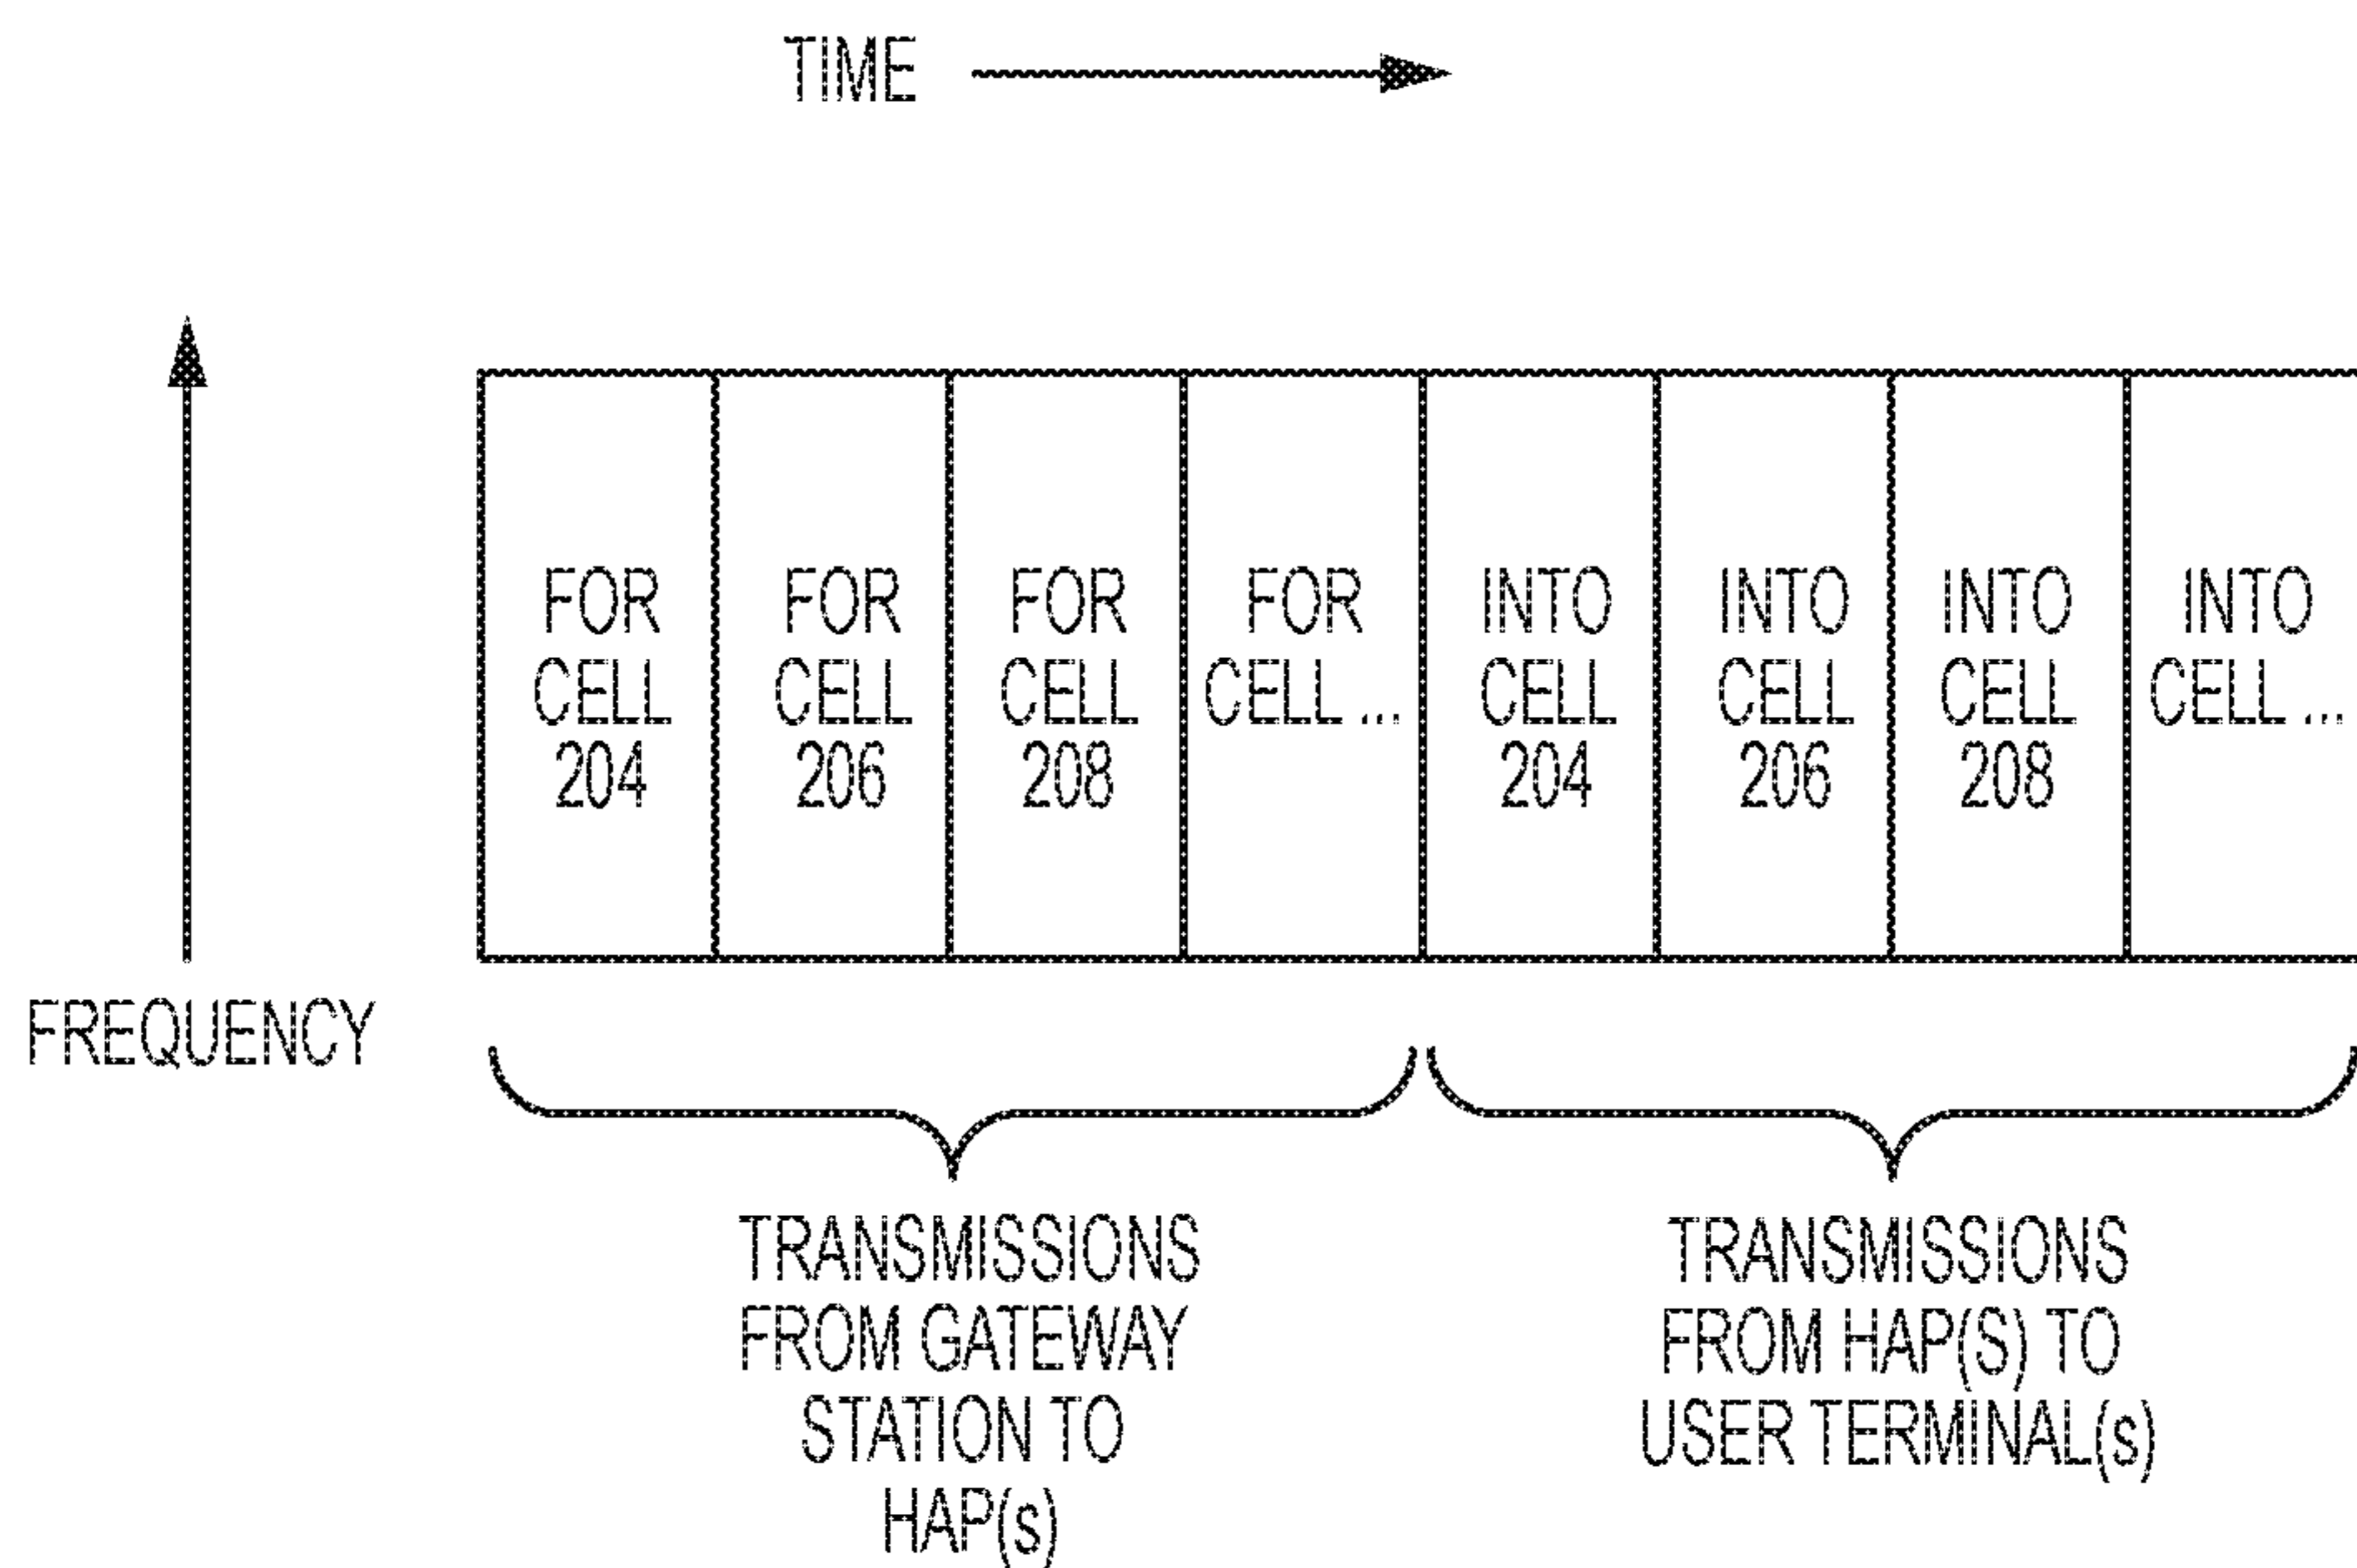 TIME
FOR
CELL
204
FOR
CELL
206
FOR
CELL
208
FOR
CELL ...
INTO
CELL
204
INTO
CELL
206
INTO
CELL
208
INTO
CELL ...
FREQUENCY
TRANSMISSIONS
FROM GATEWAY
STATION TO
HAP(s)
TRANSMISSIONS
FROM HAP(S) TO
USER TERMINAL(s)